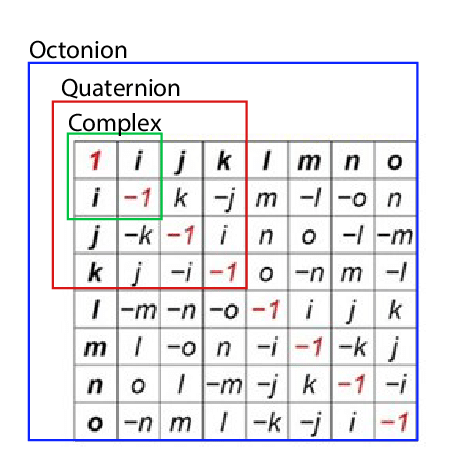 Octonion
Quaternion
Complex
1 i j k l m n o
i −1 k −j m −l −o n
j −k −1 i n o −l −m
k j −i −1 o −n m −l
l −m −n −o −1 i j k
m l −o n −i −1 −k j
n o l −m −j k −1 −i
o −n m l −k −j i −1